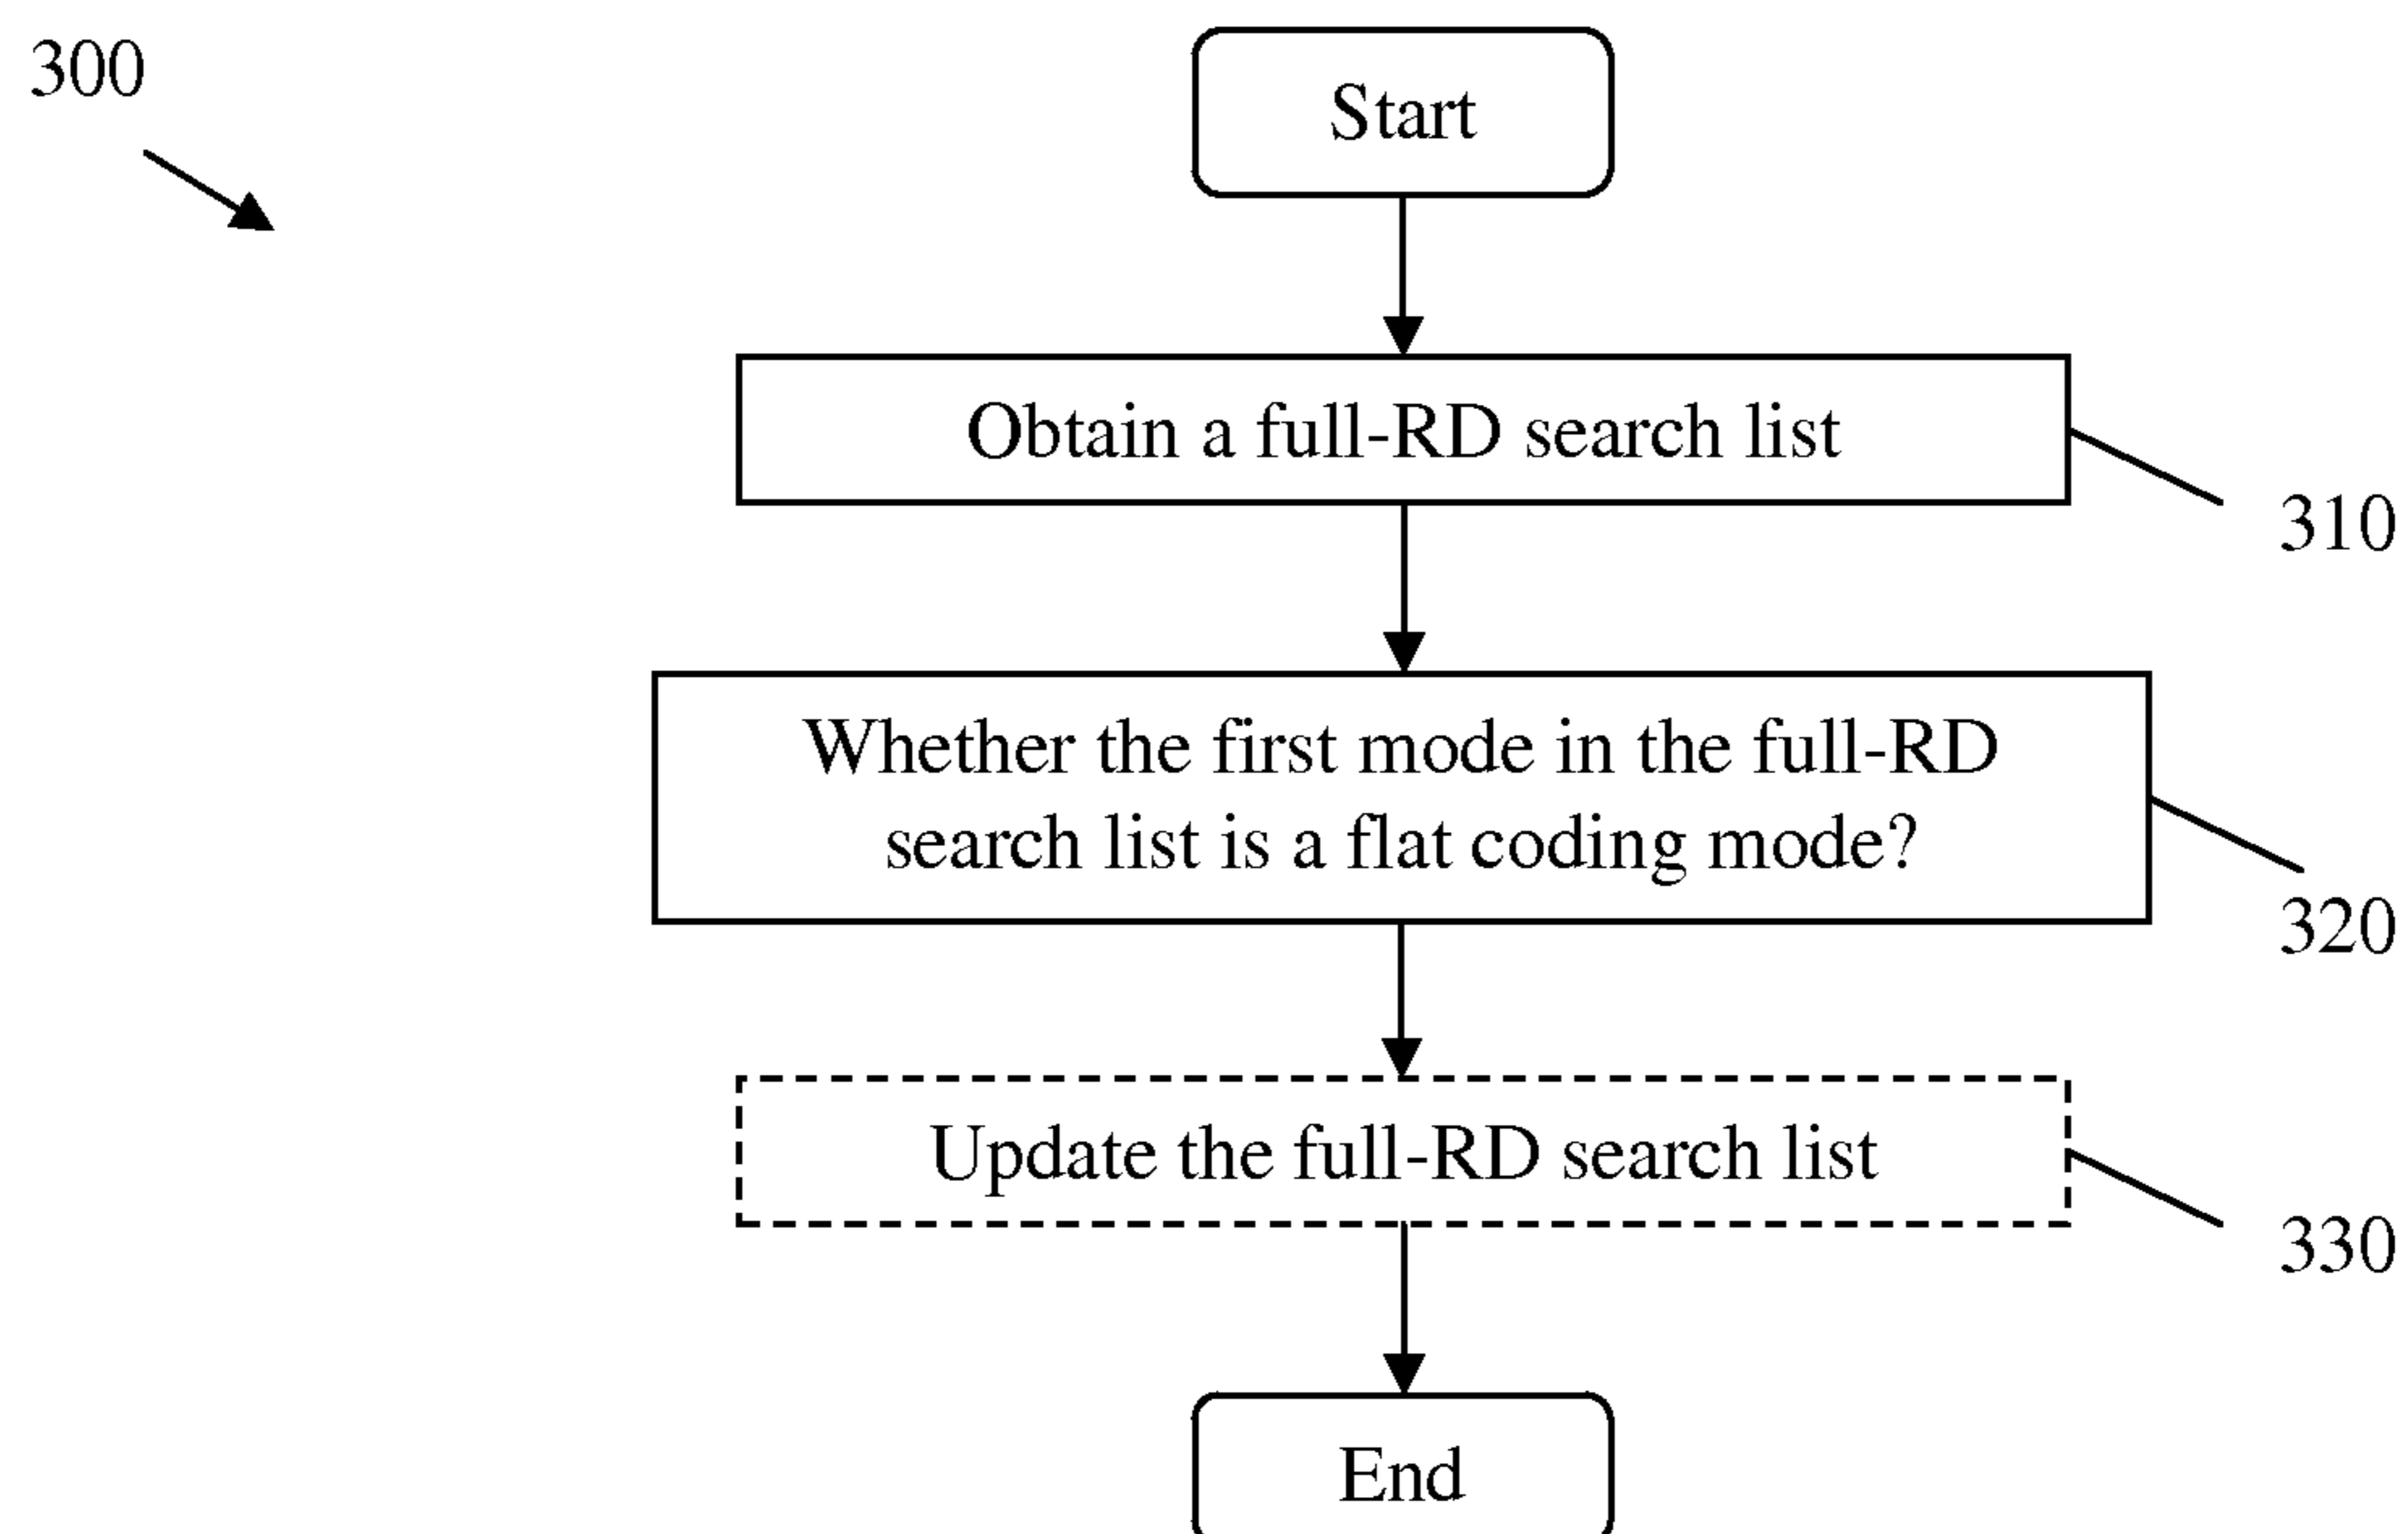 300
Start
Obtain a full-RD search list
310
Whether the first mode in the full-RD
search list is a flat coding mode?
320
Update the full-RD search list
330
End